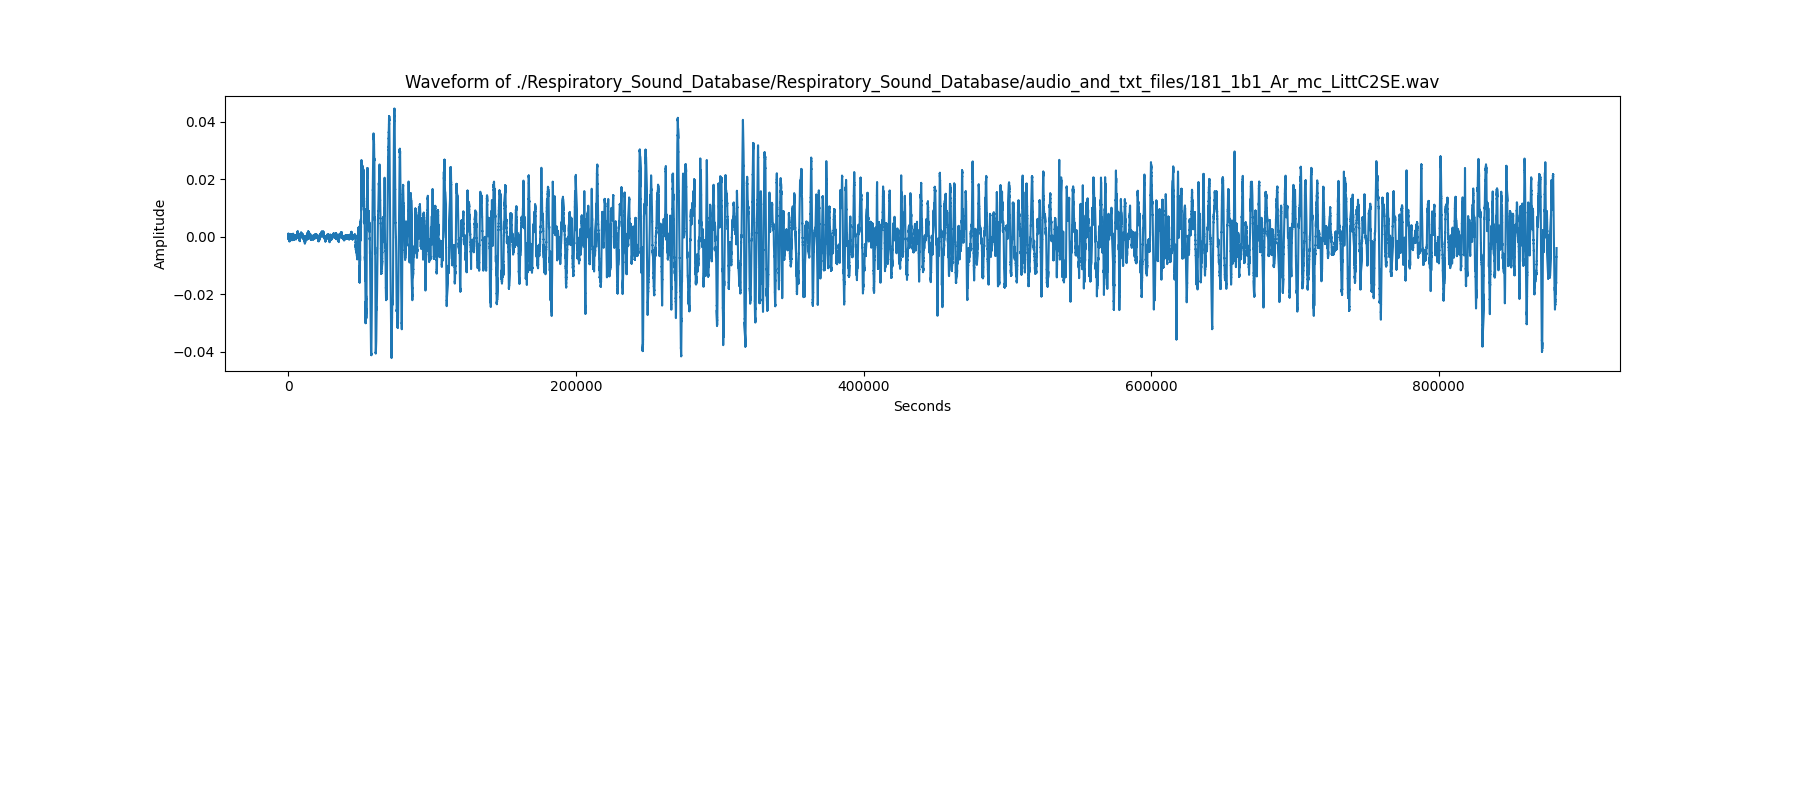 Waveform of ./Respiratory_Sound_Database/Respiratory_Sound_Database/audio_and_txt_files/181_1b1_Ar_mc_LittC2SE.wav
0.04
0.02
0.00
−0.02
−0.04
Amplitude
0 200000 400000 600000 800000
Seconds